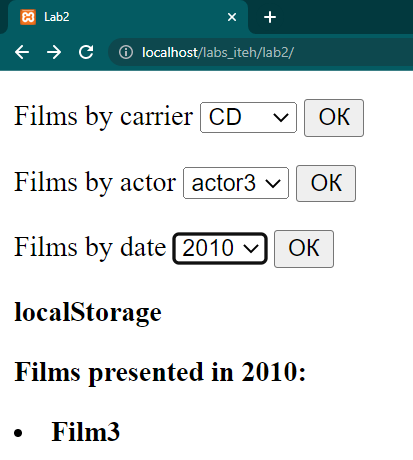 Lab2
localhost/labs_iteh/lab2/
Films by carrier CD OK
Films by actor actor3 OK
Films by date 2010 OK
localStorage
Films presented in 2010:
• Film3